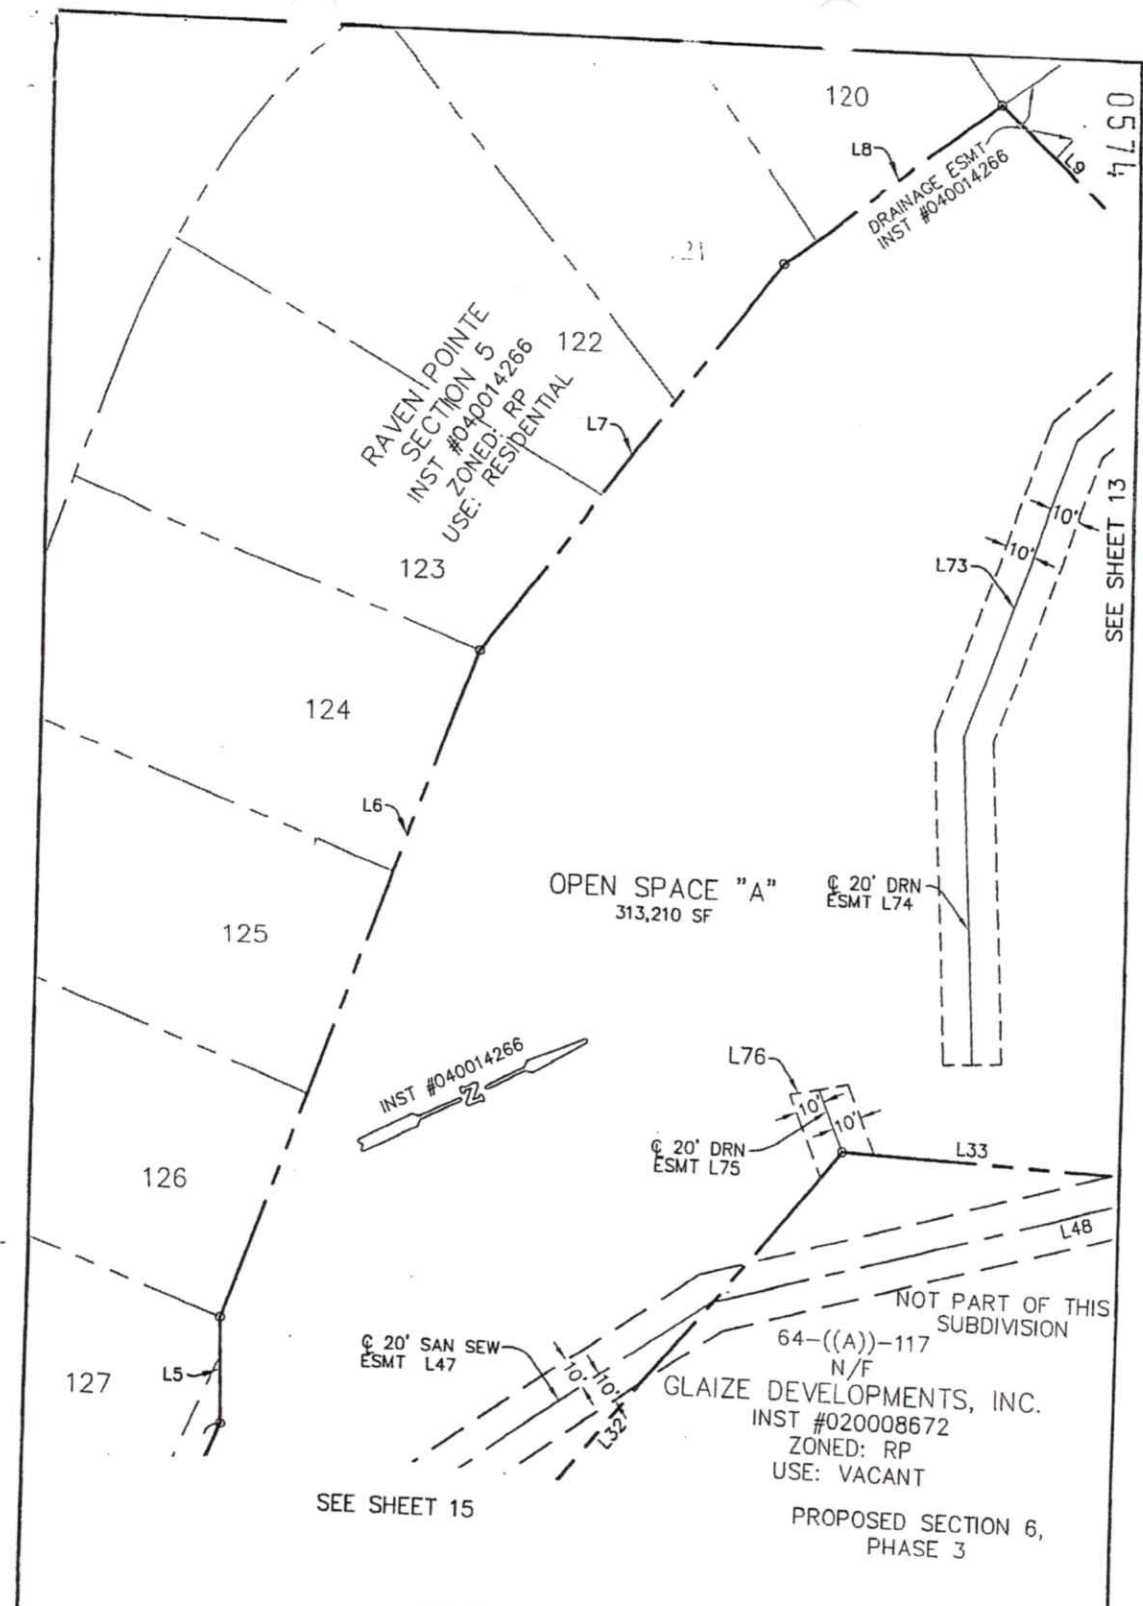 120
0574
L8
DRAINAGE ESMT
INST #040014266
L9
21
122
RAVEN POINTE
SECTION 5
INST #040014266
ZONED: RP
USE: RESIDENTIAL
L7
10'
10'
SEE SHEET 13
L73
123
124
L6
OPEN SPACE "A"
313,210 SF
℄ 20' DRN
ESMT L74
125
INST #040014266
N
L76
10'
10'
℄ 20' DRN
ESMT L75
L33
126
L48
NOT PART OF THIS
SUBDIVISION
64-((A))-117
N/F
GLAIZE DEVELOPMENTS, INC.
INST #020008672
ZONED: RP
USE: VACANT
℄ 20' SAN SEW
ESMT L47
10'
10'
L32
127
L5
SEE SHEET 15
PROPOSED SECTION 6,
PHASE 3